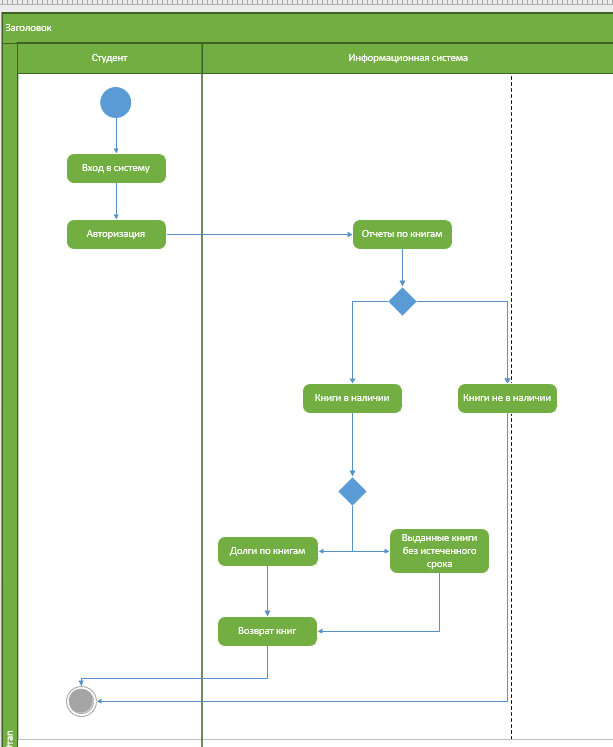 Заголовок
Студент
Информационная система
Вход в систему
Авторизация
Отчеты по книгам
Книги в наличии
Книги не в наличии
Долги по книгам
Выданные книги
без истеченного
срока
Возврат книг